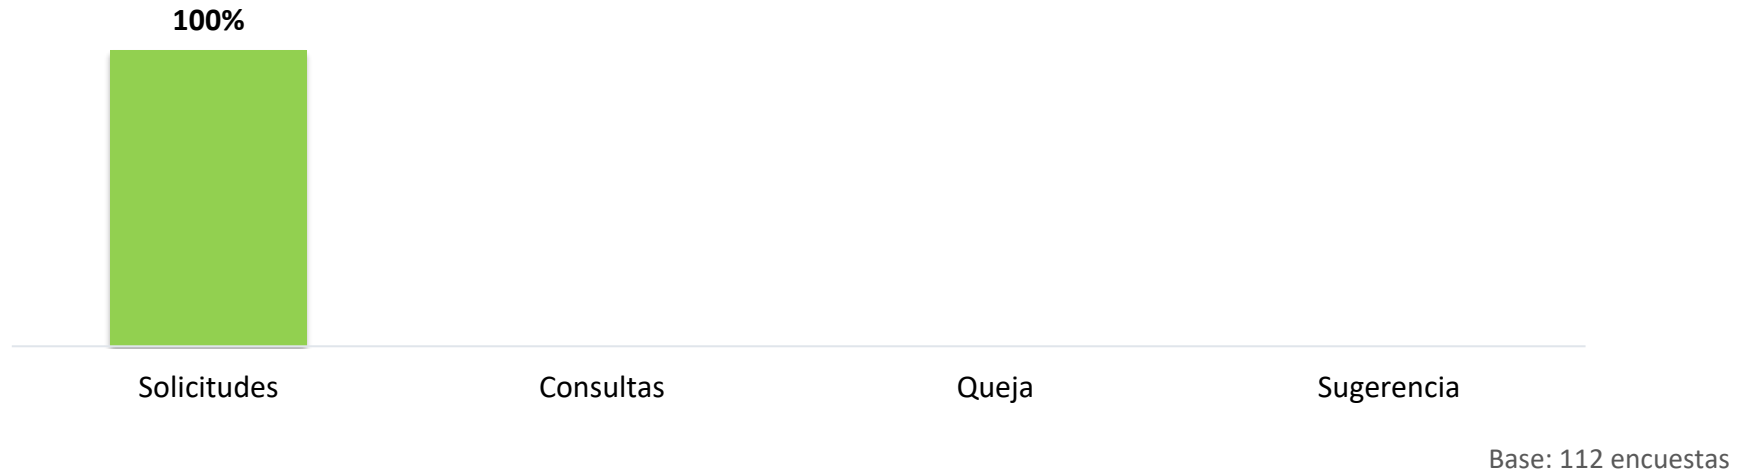 100%
Solicitudes
Consultas
Queja
Sugerencia
Base: 112 encuestas